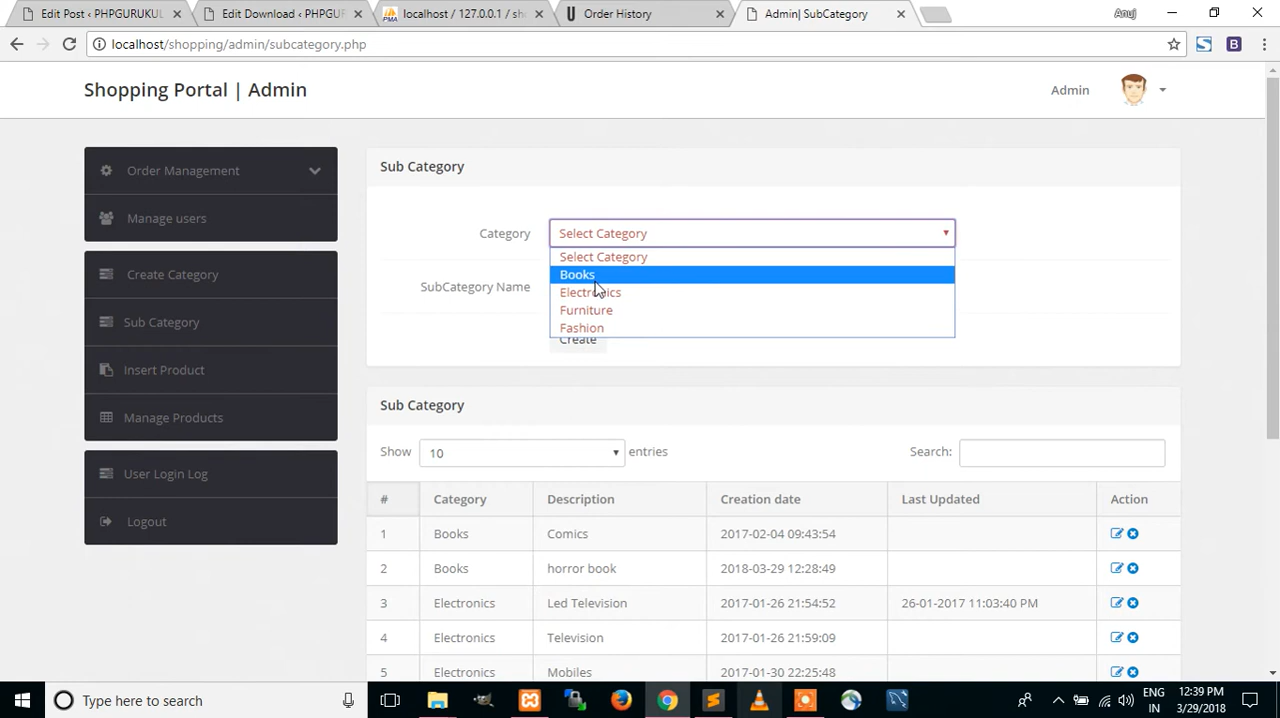 Edit Post ‹ PHPGURUKUL
Edit Download ‹ PHPGU
localhost / 127.0.0.1 / sh
Order History
Admin| SubCategory
Anuj
localhost/shopping/admin/subcategory.php
Shopping Portal | Admin
Admin
Order Management
Manage users
Create Category
Sub Category
Insert Product
Manage Products
User Login Log
Logout
Sub Category
Category
Select Category
Select Category
Books
Electronics
Furniture
Fashion
SubCategory Name
Create
Sub Category
Show 10 entries
Search:
# Category Description Creation date Last Updated Action
1 Books Comics 2017-02-04 09:43:54
2 Books horror book 2018-03-29 12:28:49
3 Electronics Led Television 2017-01-26 21:54:52 26-01-2017 11:03:40 PM
4 Electronics Television 2017-01-26 21:59:09
5 Electronics Mobiles 2017-01-30 22:25:48
Type here to search
ENG
IN
12:39 PM
3/29/2018